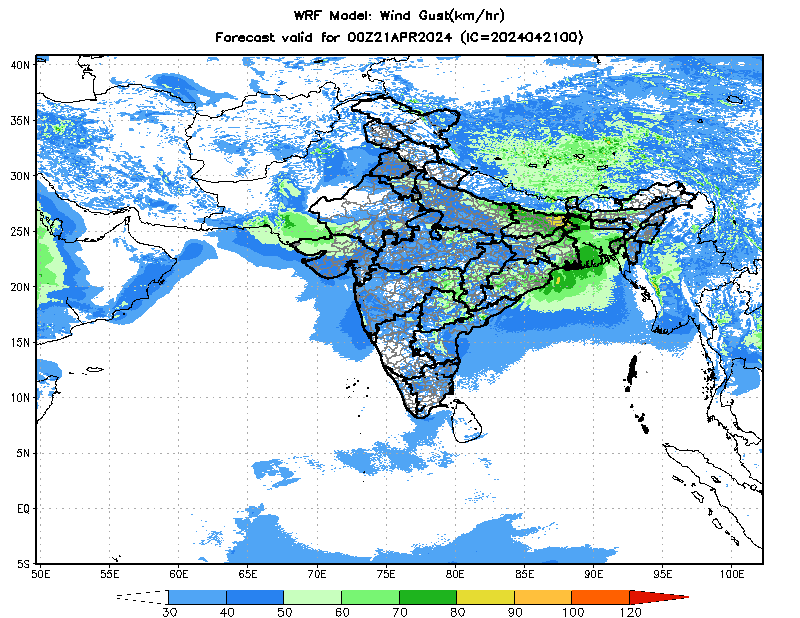 WRF Model: Wind Gust(km/hr)
Forecast valid for 00Z21APR2024 (IC=2024042100)
40N
35N
30N
25N
20N
15N
10N
5N
EQ
5S
50E 55E 60E 65E 70E 75E 80E 85E 90E 95E 100E
30 40 50 60 70 80 90 100 120